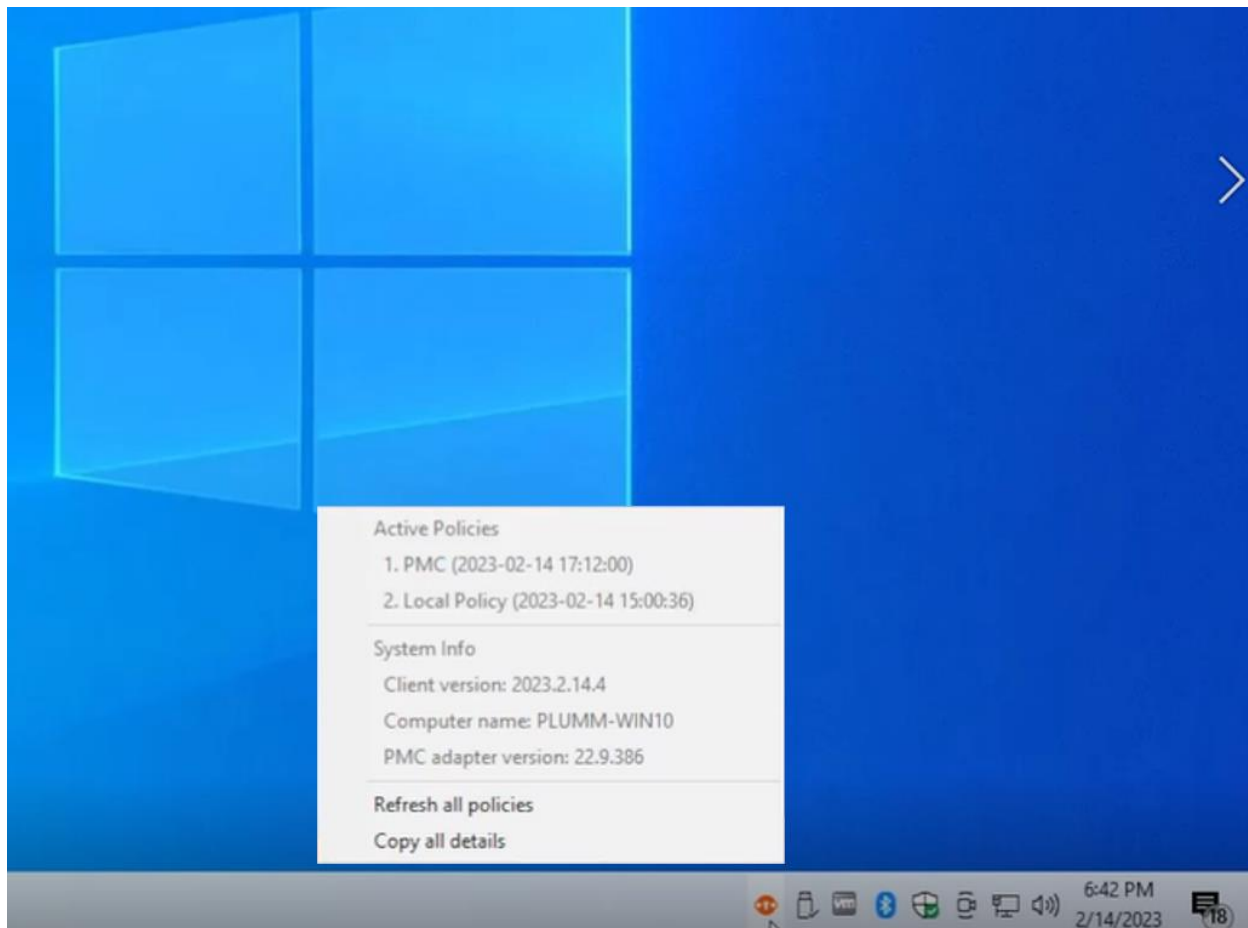 Active Policies
1. PMC (2023-02-14 17:12:00)
2. Local Policy (2023-02-14 15:00:36)
System Info
Client version: 2023.2.14.4
Computer name: PLUMM-WIN10
PMC adapter version: 22.9.386
Refresh all policies
Copy all details
vm
6:42 PM
2/14/2023
18